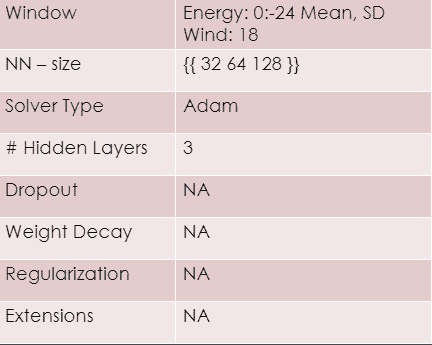 Window
Energy: 0:-24 Mean, SD
Wind: 18
NN – size
{{ 32 64 128 }}
Solver Type
Adam
# Hidden Layers
3
Dropout
NA
Weight Decay
NA
Regularization
NA
Extensions
NA